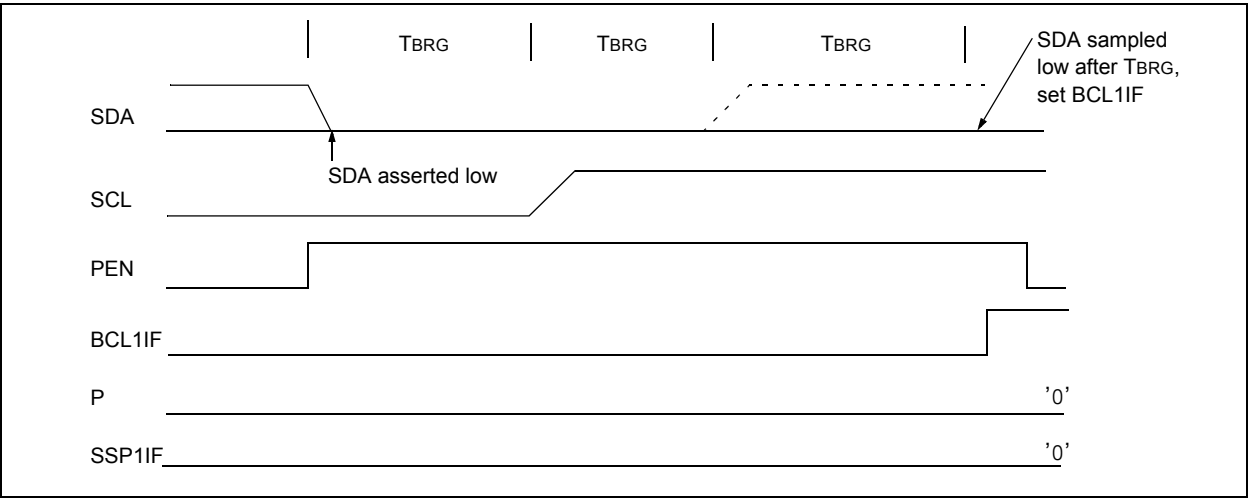 TBRG TBRG TBRG
SDA sampled
low after TBRG,
set BCL1IF
SDA
SDA asserted low
SCL
PEN
BCL1IF
P '0'
SSP1IF '0'